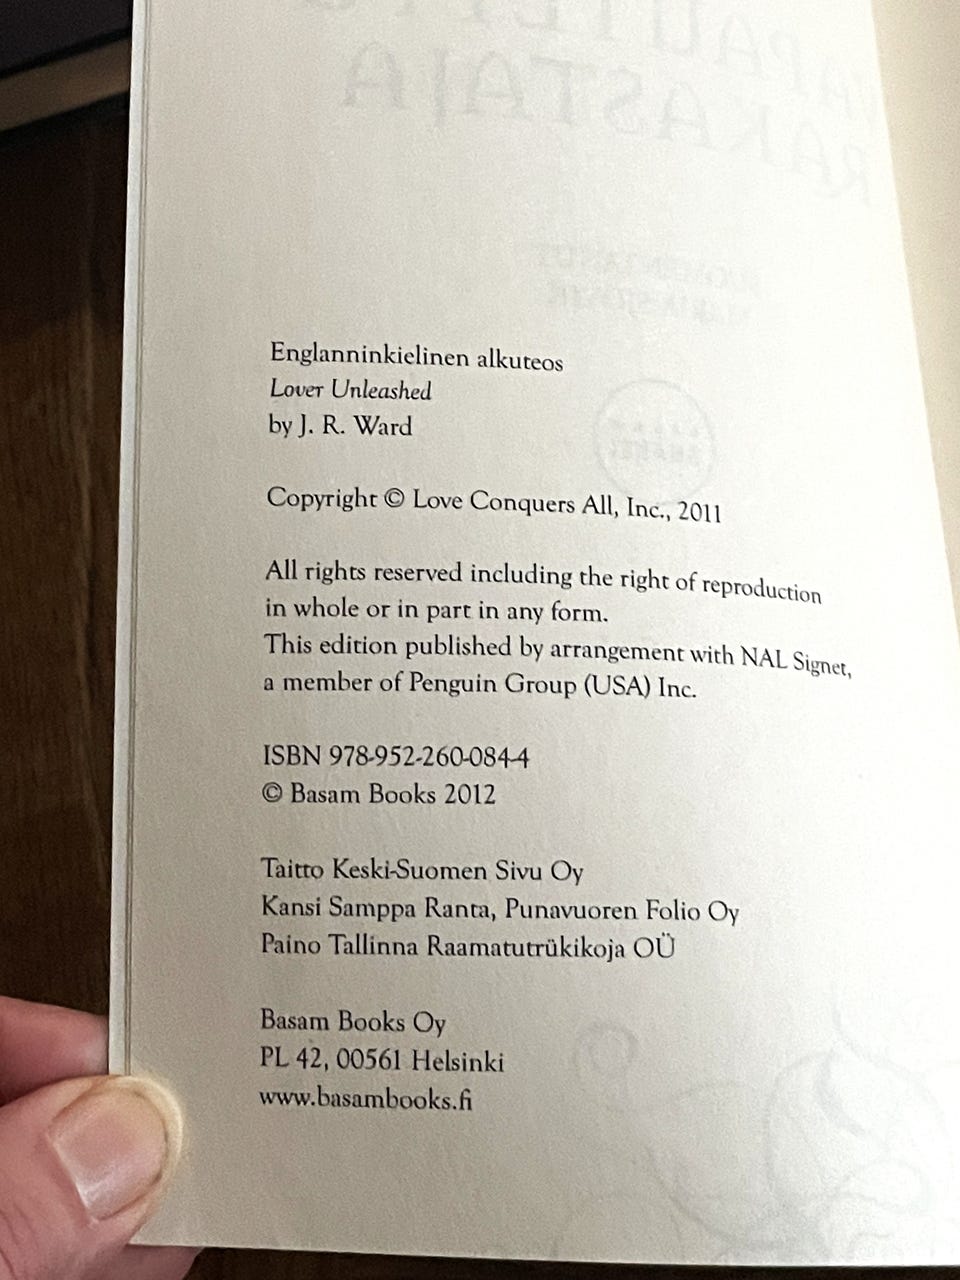 RAKASTAJA
Englanninkielinen alkuteos
Lover Unleashed
by J. R. Ward
Copyright © Love Conquers All, Inc., 2011
All rights reserved including the right of reproduction
in whole or in part in any form.
This edition published by arrangement with NAL Signet,
a member of Penguin Group (USA) Inc.
ISBN 978-952-260-084-4
© Basam Books 2012
Taitto Keski-Suomen Sivu Oy
Kansi Samppa Ranta, Punavuoren Folio Oy
Paino Tallinna Raamatutrükikoja OÜ
Basam Books Oy
PL 42, 00561 Helsinki
www.basambooks.fi